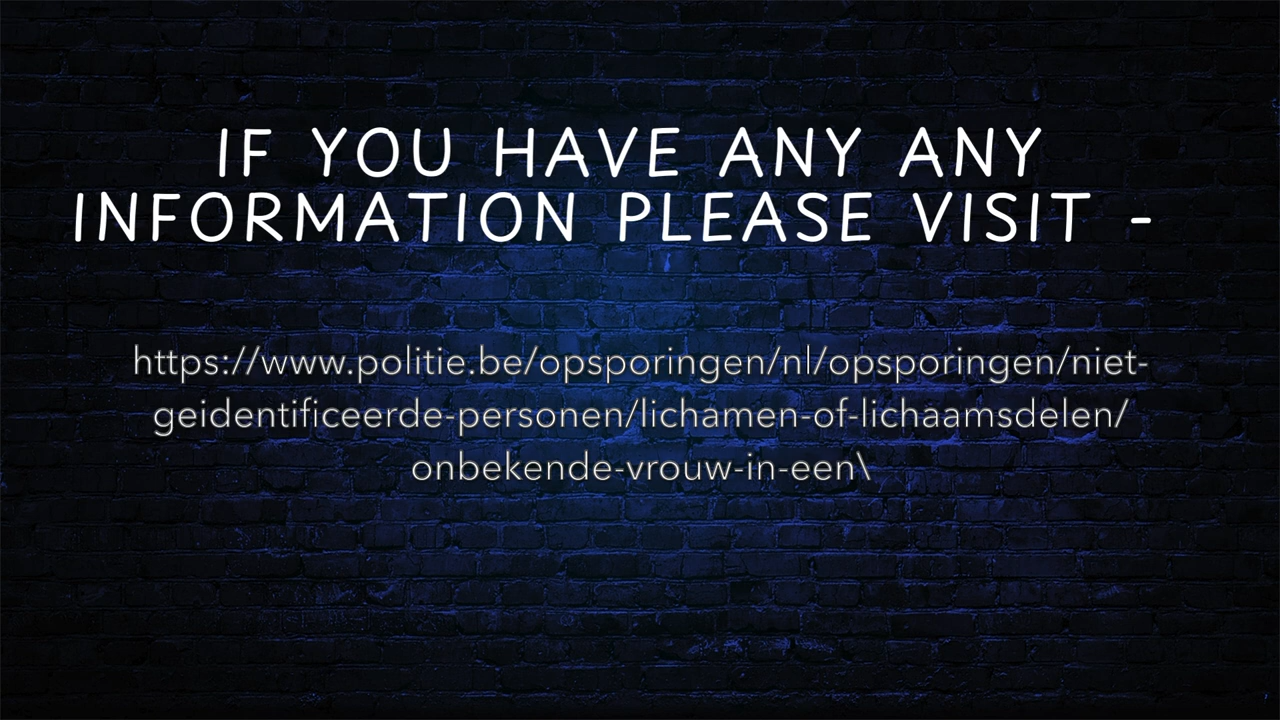 IF YOU HAVE ANY ANY
INFORMATION PLEASE VISIT -
https://www.politie.be/opsporingen/nl/opsporingen/niet-
geidentificeerde-personen/lichamen-of-lichaamsdelen/
onbekende-vrouw-in-een\